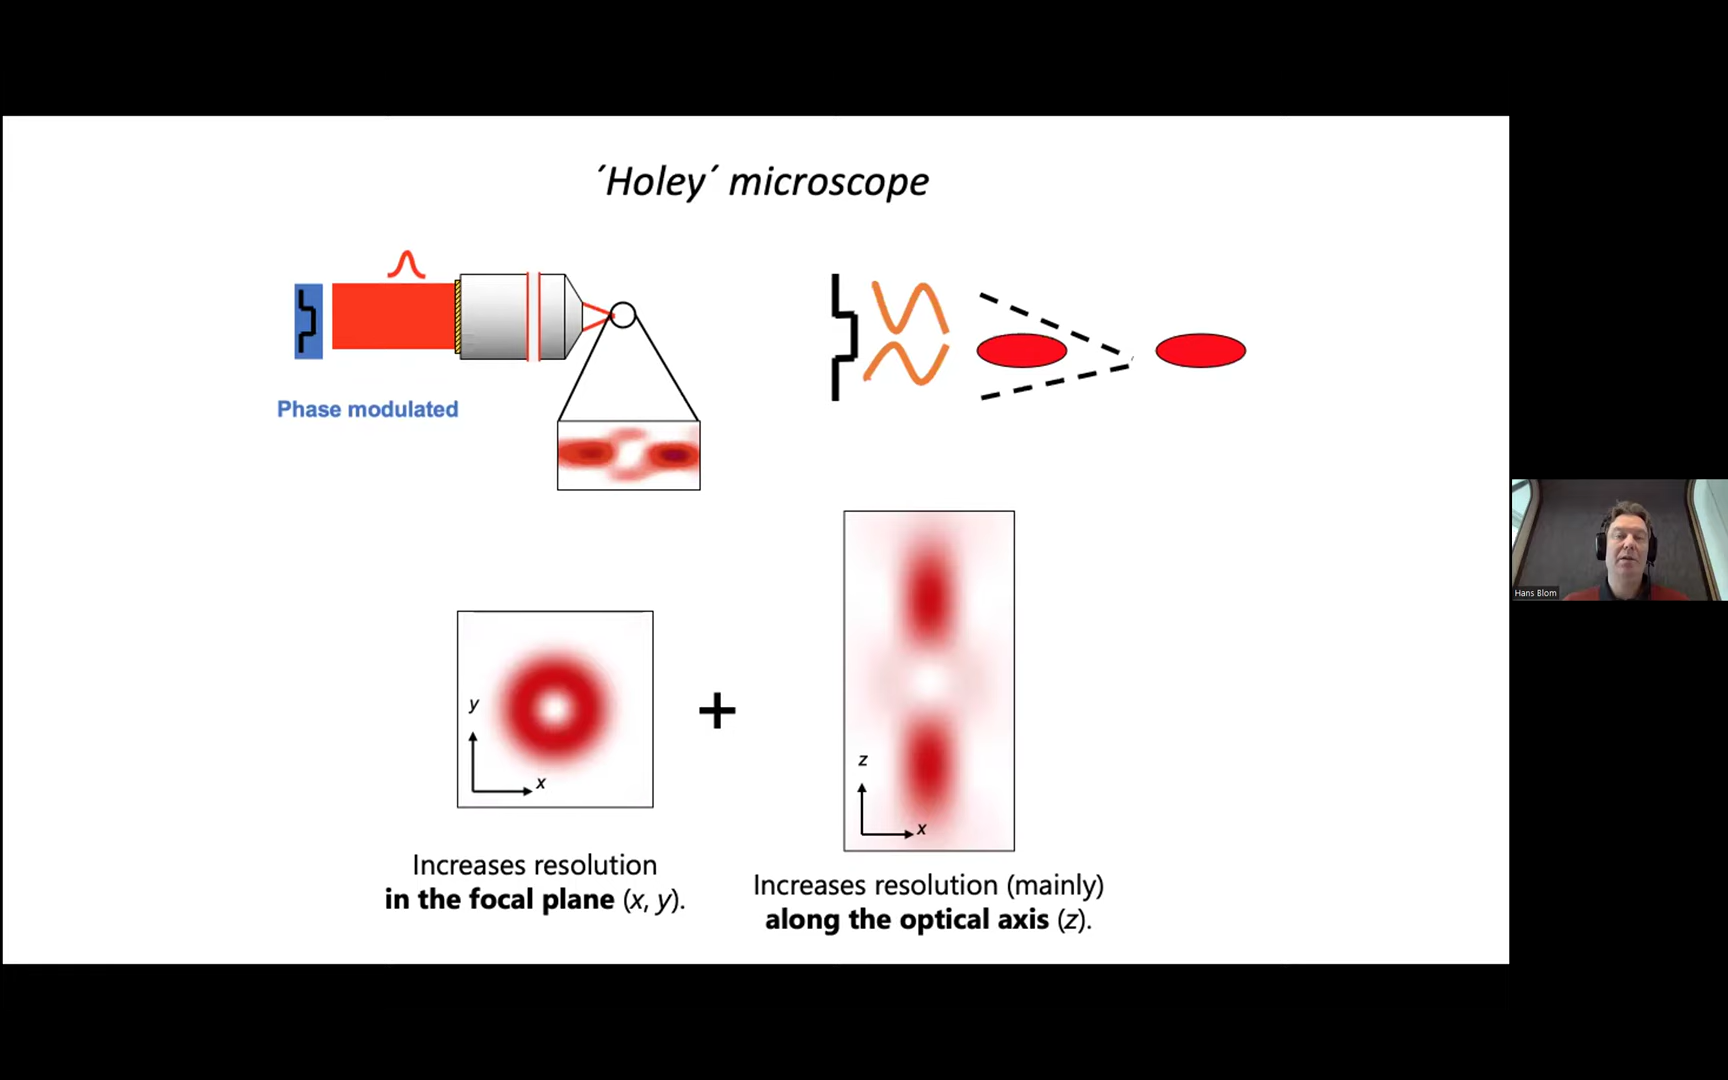 ´Holey´ microscope
Phase modulated
y
x
z
x
Increases resolution
in the focal plane (x, y).
Increases resolution (mainly)
along the optical axis (z).
Hans Blom